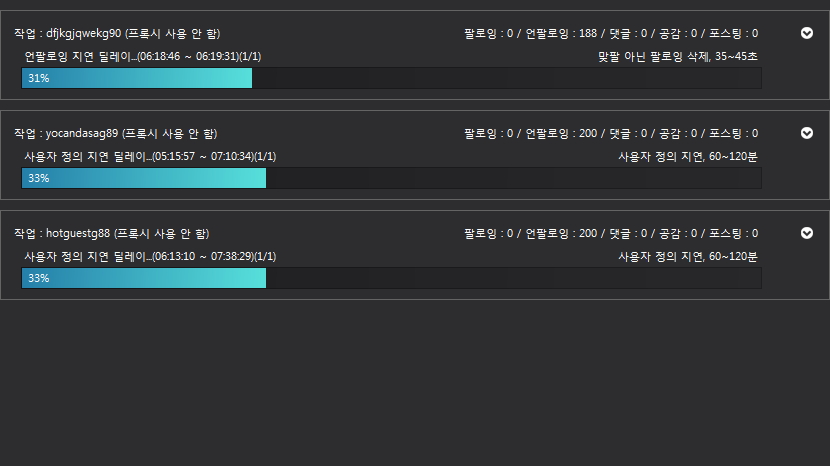 작업 : dfjkgjqwekg90 (프록시 사용 안 함) 팔로잉 : 0 / 언팔로잉 : 188 / 댓글 : 0 / 공감 : 0 / 포스팅 : 0
언팔로잉 지연 딜레이...(06:18:46 ~ 06:19:31)(1/1) 맞팔 아닌 팔로잉 삭제, 35~45초
31%
작업 : yocandasag89 (프록시 사용 안 함) 팔로잉 : 0 / 언팔로잉 : 200 / 댓글 : 0 / 공감 : 0 / 포스팅 : 0
사용자 정의 지연 딜레이...(05:15:57 ~ 07:10:34)(1/1) 사용자 정의 지연, 60~120분
33%
작업 : hotguestg88 (프록시 사용 안 함) 팔로잉 : 0 / 언팔로잉 : 200 / 댓글 : 0 / 공감 : 0 / 포스팅 : 0
사용자 정의 지연 딜레이...(06:13:10 ~ 07:38:29)(1/1) 사용자 정의 지연, 60~120분
33%